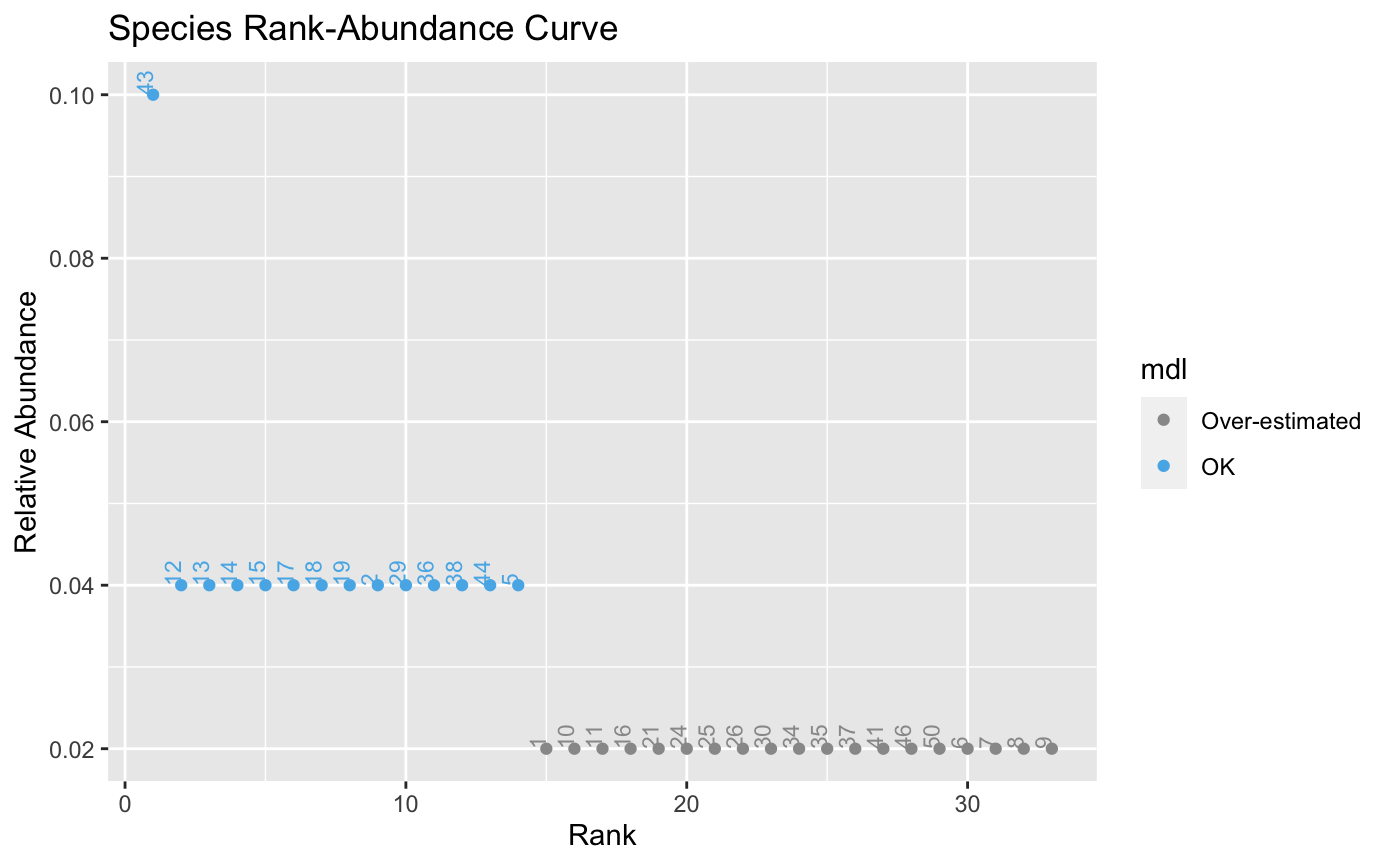 Species Rank-Abundance Curve
Relative Abundance
0.10
0.08
0.06
0.04
0.02
43
12 13 14 15 17 18 19 2 29 36 38 44 5
1 10 11 16 21 24 25 26 30 34 35 37 41 46 50 6 7 8 9
0 10 20 30
Rank
mdl
Over-estimated
OK